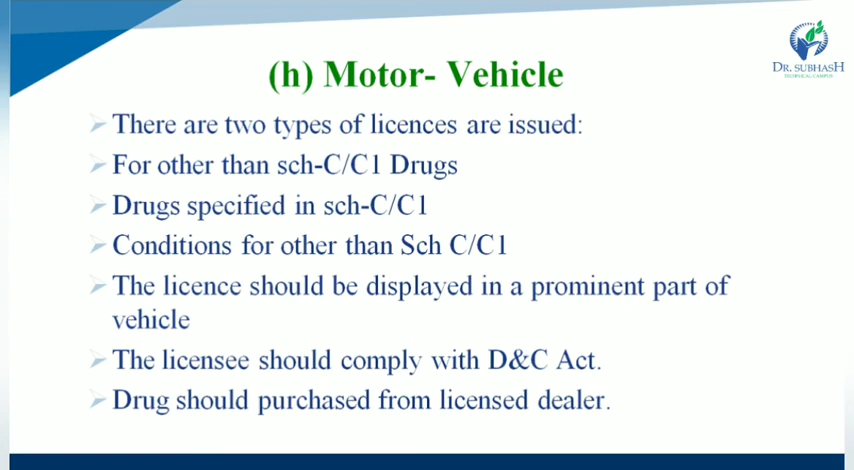 DR. SUBHASH
TECHNICAL CAMPUS
(h) Motor- Vehicle
There are two types of licences are issued:
For other than sch-C/C1 Drugs
Drugs specified in sch-C/C1
Conditions for other than Sch C/C1
The licence should be displayed in a prominent part of
vehicle
The licensee should comply with D&C Act.
Drug should purchased from licensed dealer.